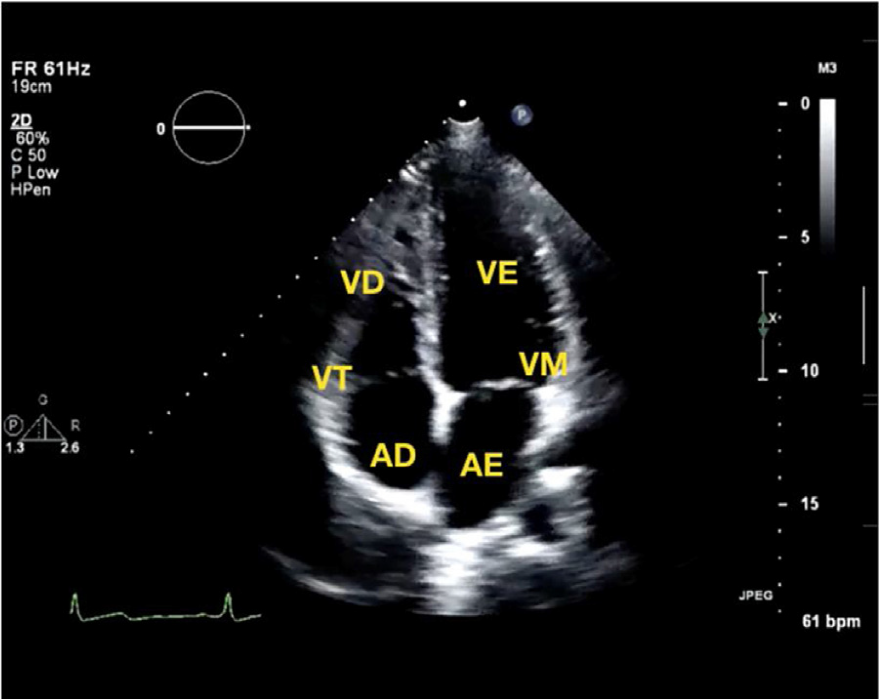 FR 61Hz
19cm
2D
60%
C 50
P Low
HPen
0
P
M3
0
5
X
10
15
VD
VE
VT
VM
AD
AE
G
P
R
1.3 2.6
JPEG
61 bpm